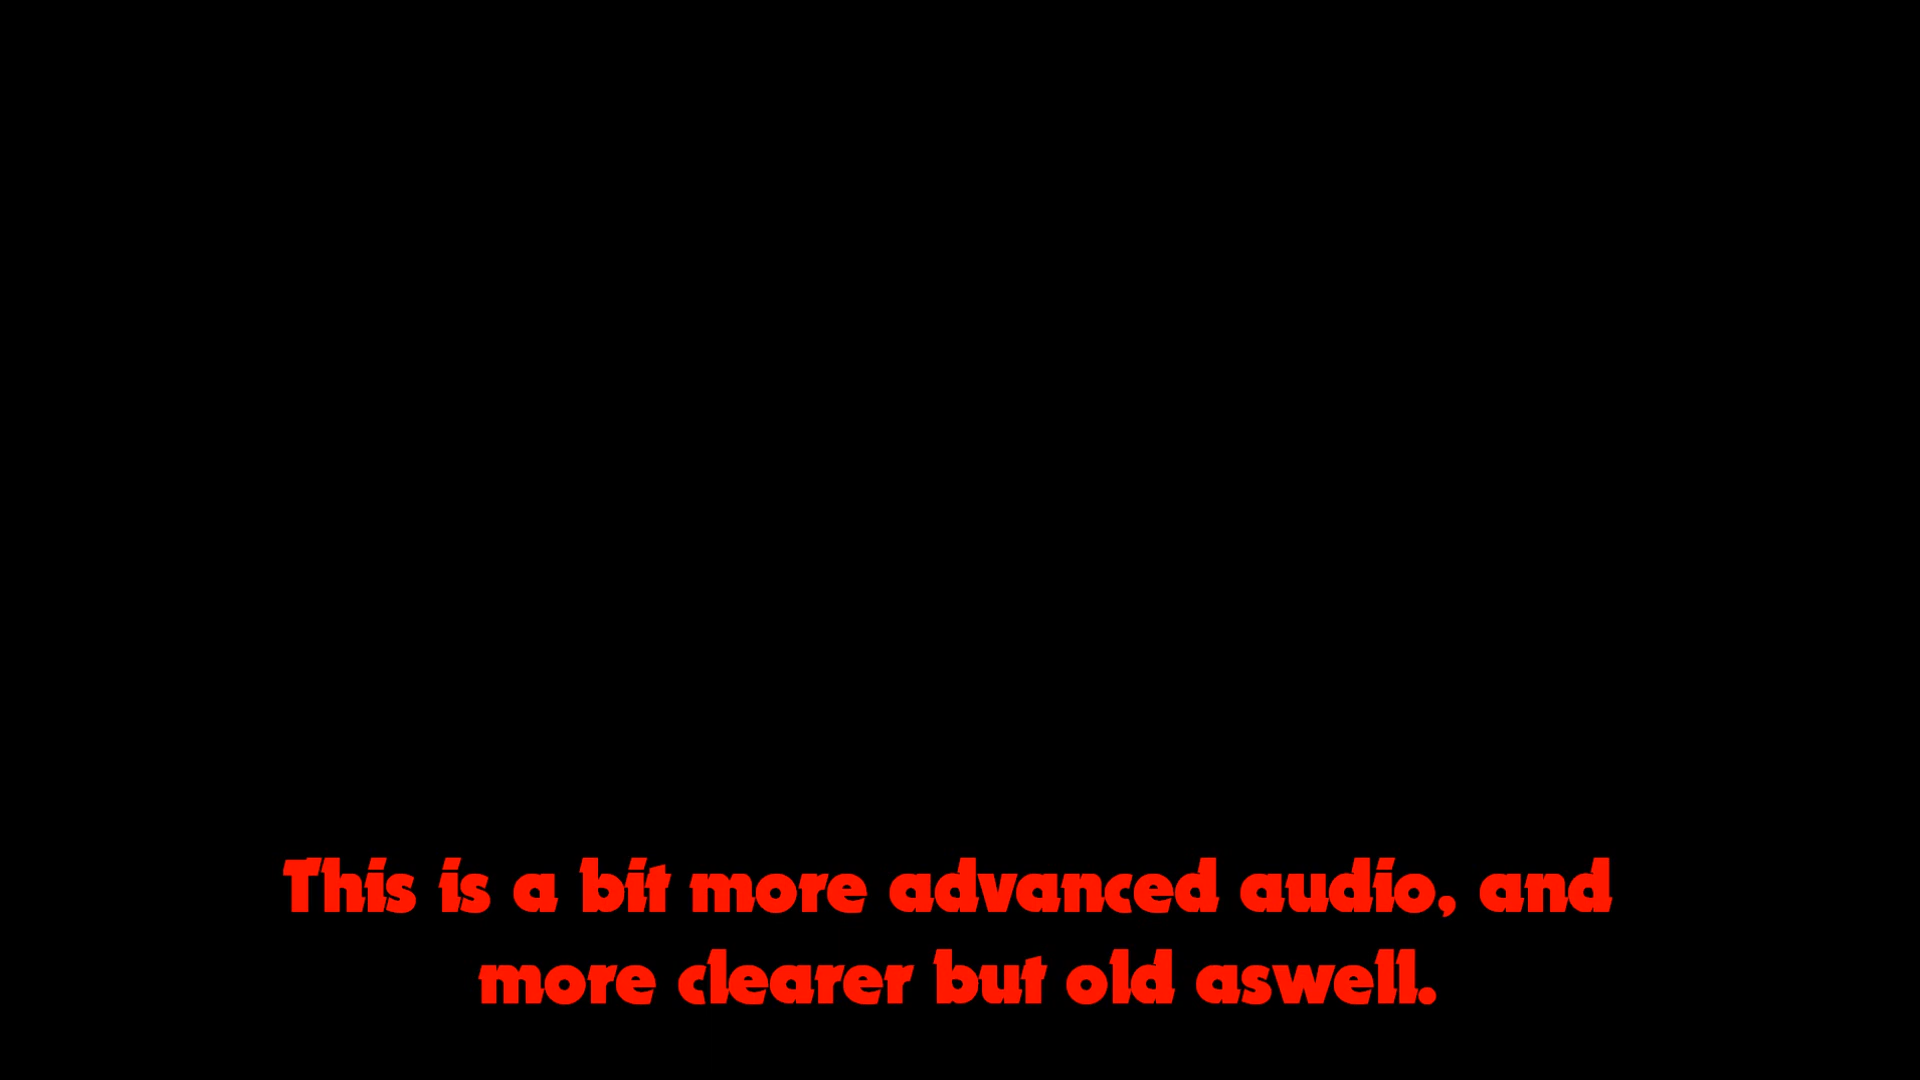 This is a bit more advanced audio, and
more clearer but old aswell.